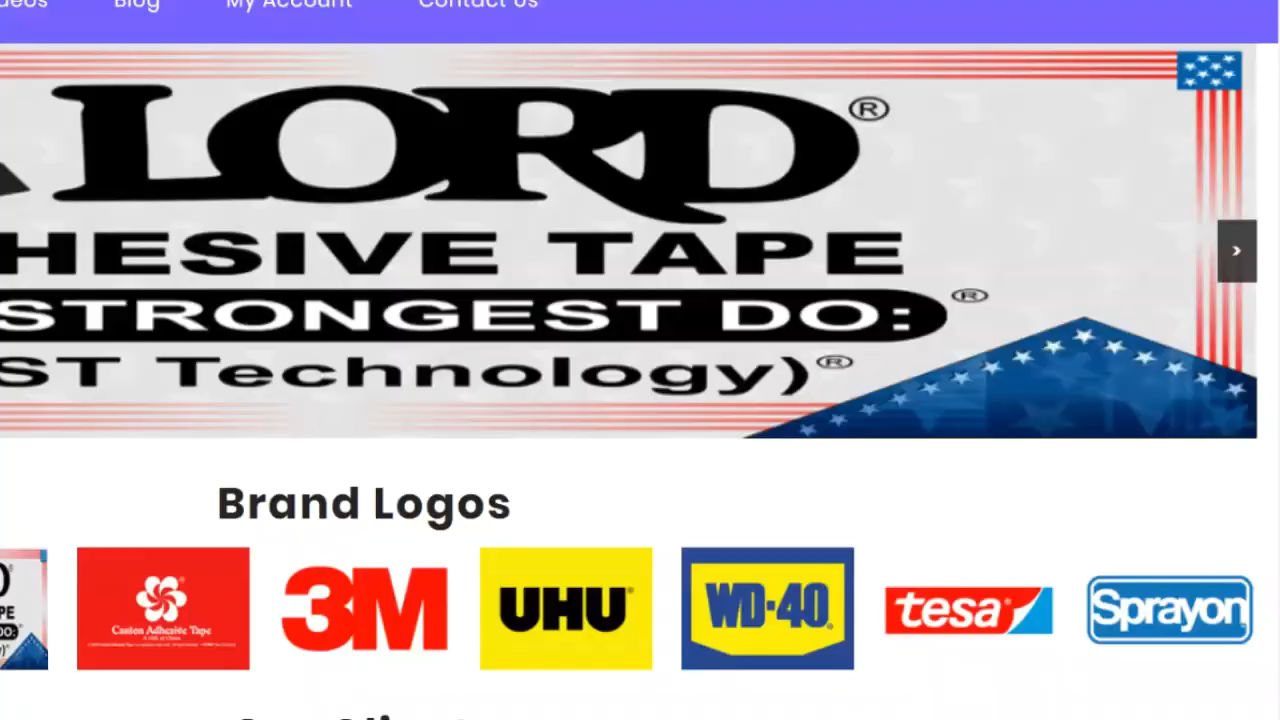 Blog My Account Contact Us
LORD®
HESIVE TAPE
STRONGEST DO: ®
ST Technology)®
Brand Logos
Canton Adhesive Tape
3M
UHU
WD-40
tesa
Sprayon